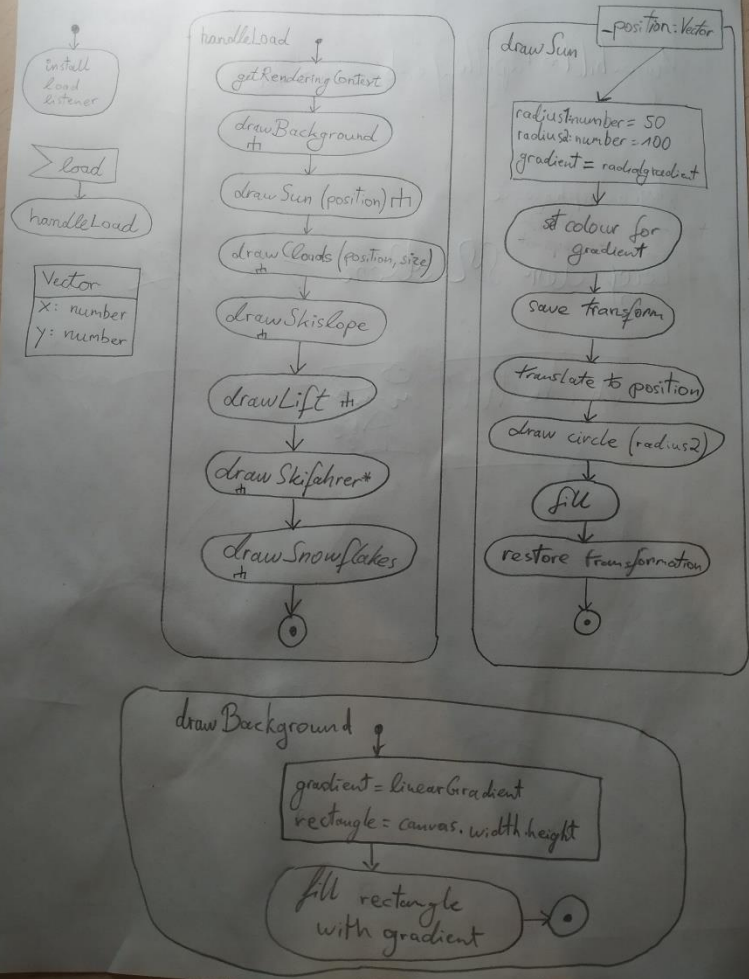 install
load
listener
load
handleLoad
Vector
x: number
y: number
handleLoad
getRenderingContext
drawBackground
drawSun (position)
drawClouds (position, size)
drawSkislope
drawLift
drawSkifahrer*
drawSnowflakes
_position: Vector
drawSun
radius1:number = 50
radius2:number = 100
gradient = radialgradient
set colour for
gradient
save transform
translate to position
draw circle (radius2)
fill
restore transformation
drawBackground
gradient = linearGradient
rectangle = canvas.width.height
fill rectangle
with gradient